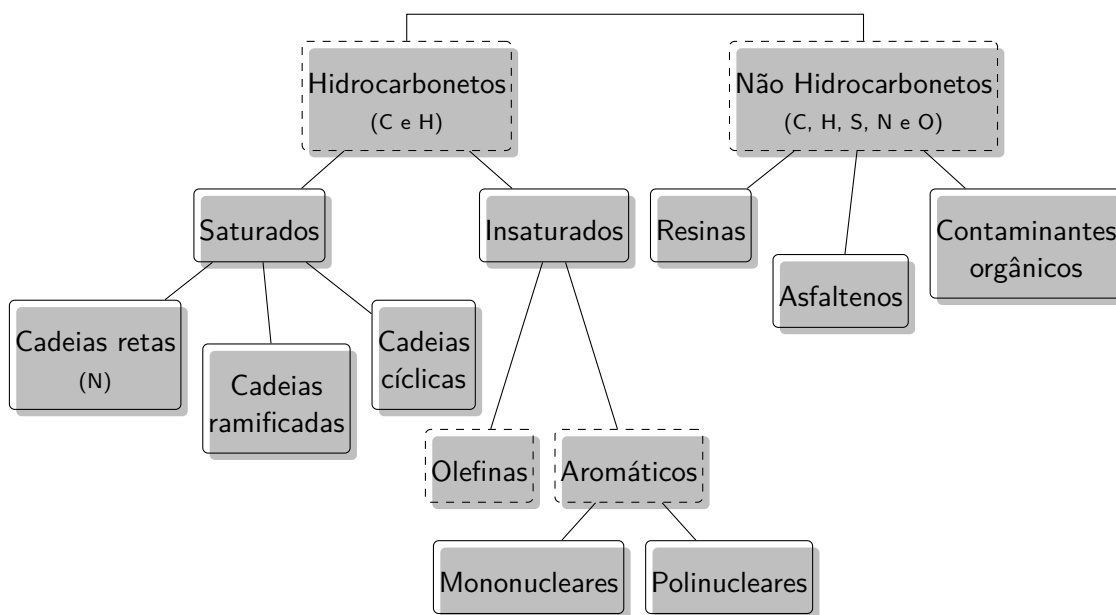 Hidrocarbonetos
(C e H)
Não Hidrocarbonetos
(C, H, S, N e O)
Saturados
Insaturados
Resinas
Asfaltenos
Contaminantes
orgânicos
Cadeias retas
(N)
Cadeias
ramificadas
Cadeias
cíclicas
Olefinas
Aromáticos
Mononucleares
Polinucleares